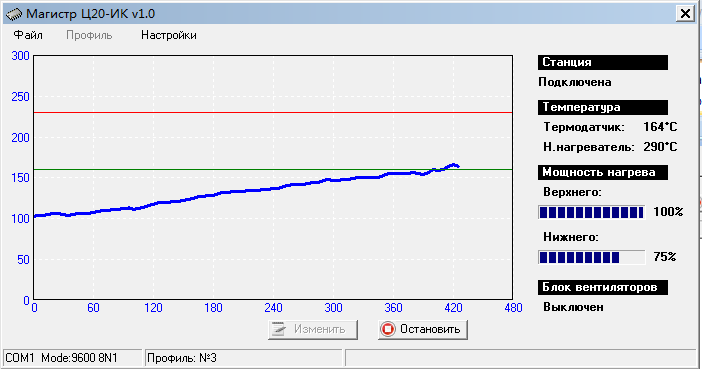 Магистр Ц20-ИК v1.0
Файл Профиль Настройки
300
250
200
150
100
50
0
0 60 120 180 240 300 360 420 480
Изменить Остановить
Станция
Подключена
Температура
Термодатчик: 164*C
Н.нагреватель: 290*C
Мощность нагрева
Верхнего:
100%
Нижнего:
75%
Блок вентиляторов
Выключен
COM1 Mode:9600 8N1 Профиль: №3